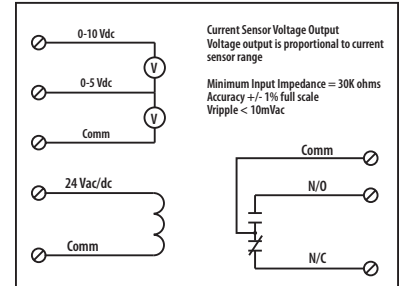 0-10 Vdc
V
0-5 Vdc
V
Comm
24 Vac/dc
Comm
Current Sensor Voltage Output
Voltage output is proportional to current
sensor range
Minimum Input Impedance = 30K ohms
Accuracy +/- 1% full scale
Vripple < 10mVac
Comm
N/O
N/C